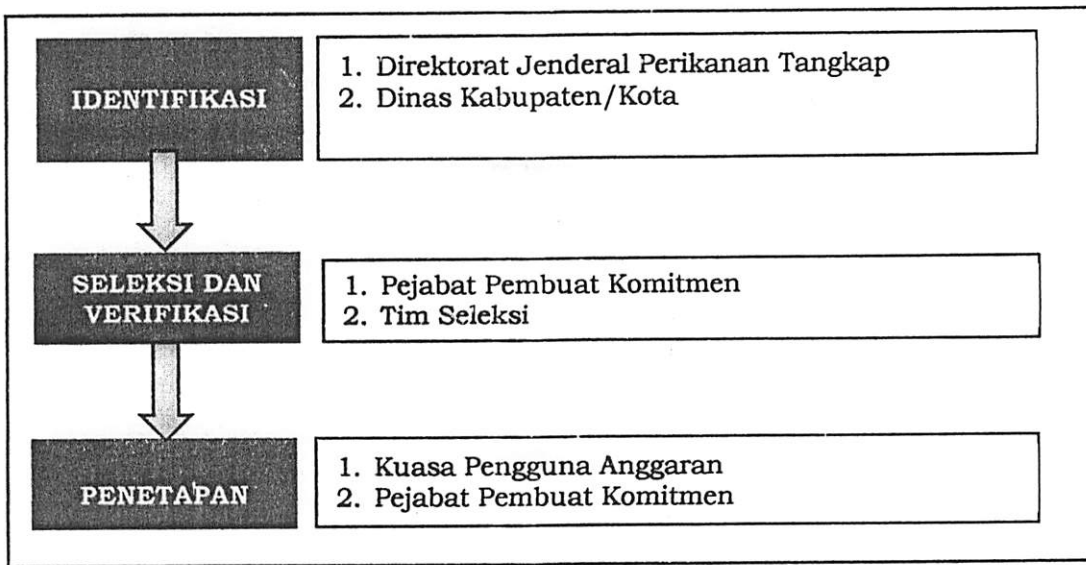 IDENTIFIKASI
1. Direktorat Jenderal Perikanan Tangkap
2. Dinas Kabupaten/Kota
SELEKSI DAN
VERIFIKASI
1. Pejabat Pembuat Komitmen
2. Tim Seleksi
PENETAPAN
1. Kuasa Pengguna Anggaran
2. Pejabat Pembuat Komitmen